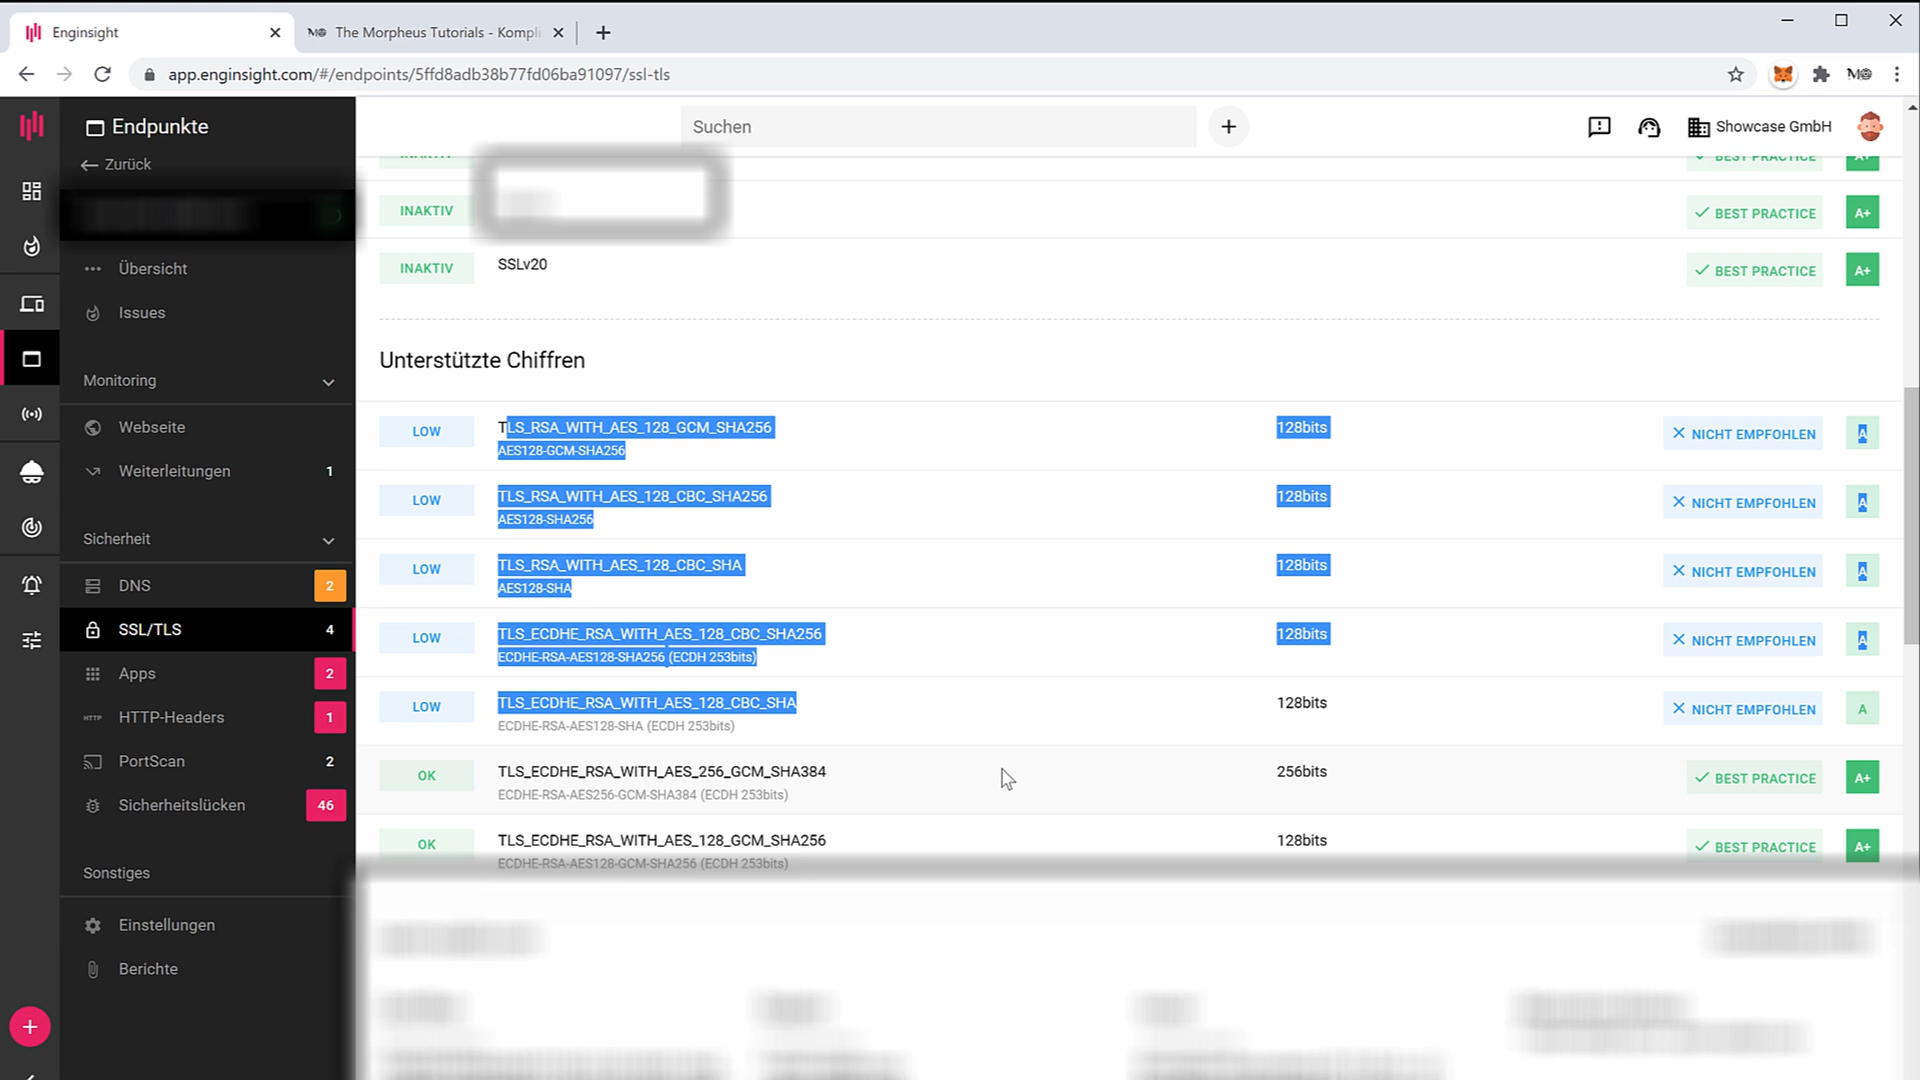 Enginsight
The Morpheus Tutorials - Kompli
app.enginsight.com/#/endpoints/5ffd8adb38b77fd06ba91097/ssl-tls
Endpunkte
Suchen
Showcase GmbH
Zurück
INAKTIV
BEST PRACTICE
A+
INAKTIV
BEST PRACTICE
A+
INAKTIV
SSLv20
BEST PRACTICE
A+
Übersicht
Issues
Monitoring
Webseite
Weiterleitungen 1
Sicherheit
DNS 2
SSL/TLS 4
Apps 2
HTTP HTTP-Headers 1
PortScan 2
Sicherheitslücken 46
Sonstiges
Einstellungen
Berichte
Unterstützte Chiffren
LOW
TLS_RSA_WITH_AES_128_GCM_SHA256
AES128-GCM-SHA256
128bits
NICHT EMPFOHLEN
A
LOW
TLS_RSA_WITH_AES_128_CBC_SHA256
AES128-SHA256
128bits
NICHT EMPFOHLEN
A
LOW
TLS_RSA_WITH_AES_128_CBC_SHA
AES128-SHA
128bits
NICHT EMPFOHLEN
A
LOW
TLS_ECDHE_RSA_WITH_AES_128_CBC_SHA256
ECDHE-RSA-AES128-SHA256 (ECDH 253bits)
128bits
NICHT EMPFOHLEN
A
LOW
TLS_ECDHE_RSA_WITH_AES_128_CBC_SHA
ECDHE-RSA-AES128-SHA (ECDH 253bits)
128bits
NICHT EMPFOHLEN
A
OK
TLS_ECDHE_RSA_WITH_AES_256_GCM_SHA384
ECDHE-RSA-AES256-GCM-SHA384 (ECDH 253bits)
256bits
BEST PRACTICE
A+
OK
TLS_ECDHE_RSA_WITH_AES_128_GCM_SHA256
ECDHE-RSA-AES128-GCM-SHA256 (ECDH 253bits)
128bits
BEST PRACTICE
A+